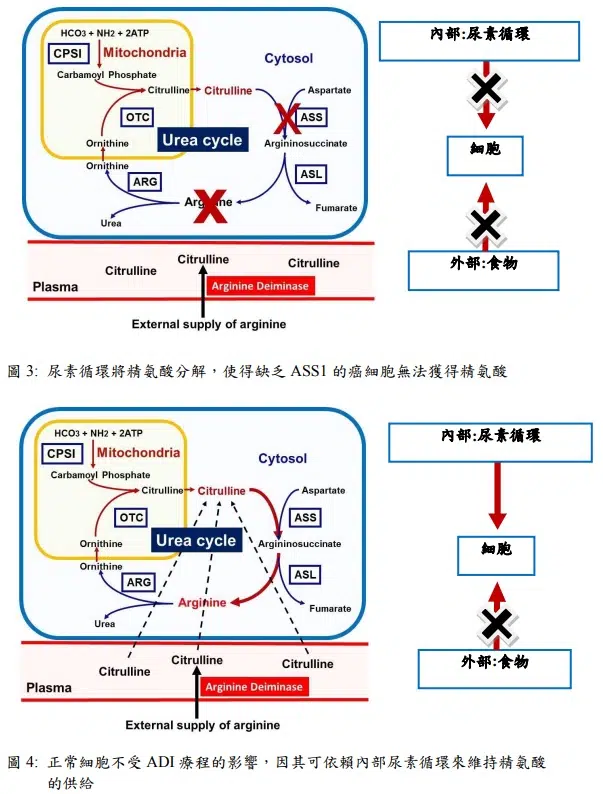 HCO3 + NH2 + 2ATP
CPSI
Mitochondria
Carbamoyl Phosphate
Cytosol
Citrulline
Citrulline
Aspartate
OTC
ASS
X
Urea cycle
Argininosuccinate
Ornithine
Ornithine
ARG
ASL
Arginine
X
Urea
Fumarate
Citrulline
Citrulline
Citrulline
Plasma
Arginine Deiminase
External supply of arginine
內部:尿素循環
細胞
外部:食物
圖 3: 尿素循環將精氨酸分解，使得缺乏 ASS1 的癌細胞無法獲得精氨酸
HCO3 + NH2 + 2ATP
CPSI
Mitochondria
Carbamoyl Phosphate
Cytosol
Citrulline
Citrulline
Aspartate
OTC
ASS
Urea cycle
Argininosuccinate
Ornithine
Ornithine
ARG
ASL
Arginine
Urea
Fumarate
Citrulline
Citrulline
Citrulline
Plasma
Arginine Deiminase
External supply of arginine
內部:尿素循環
細胞
外部:食物
圖 4: 正常細胞不受 ADI 療程的影響，因其可依賴內部尿素循環來維持精氨酸
的供給